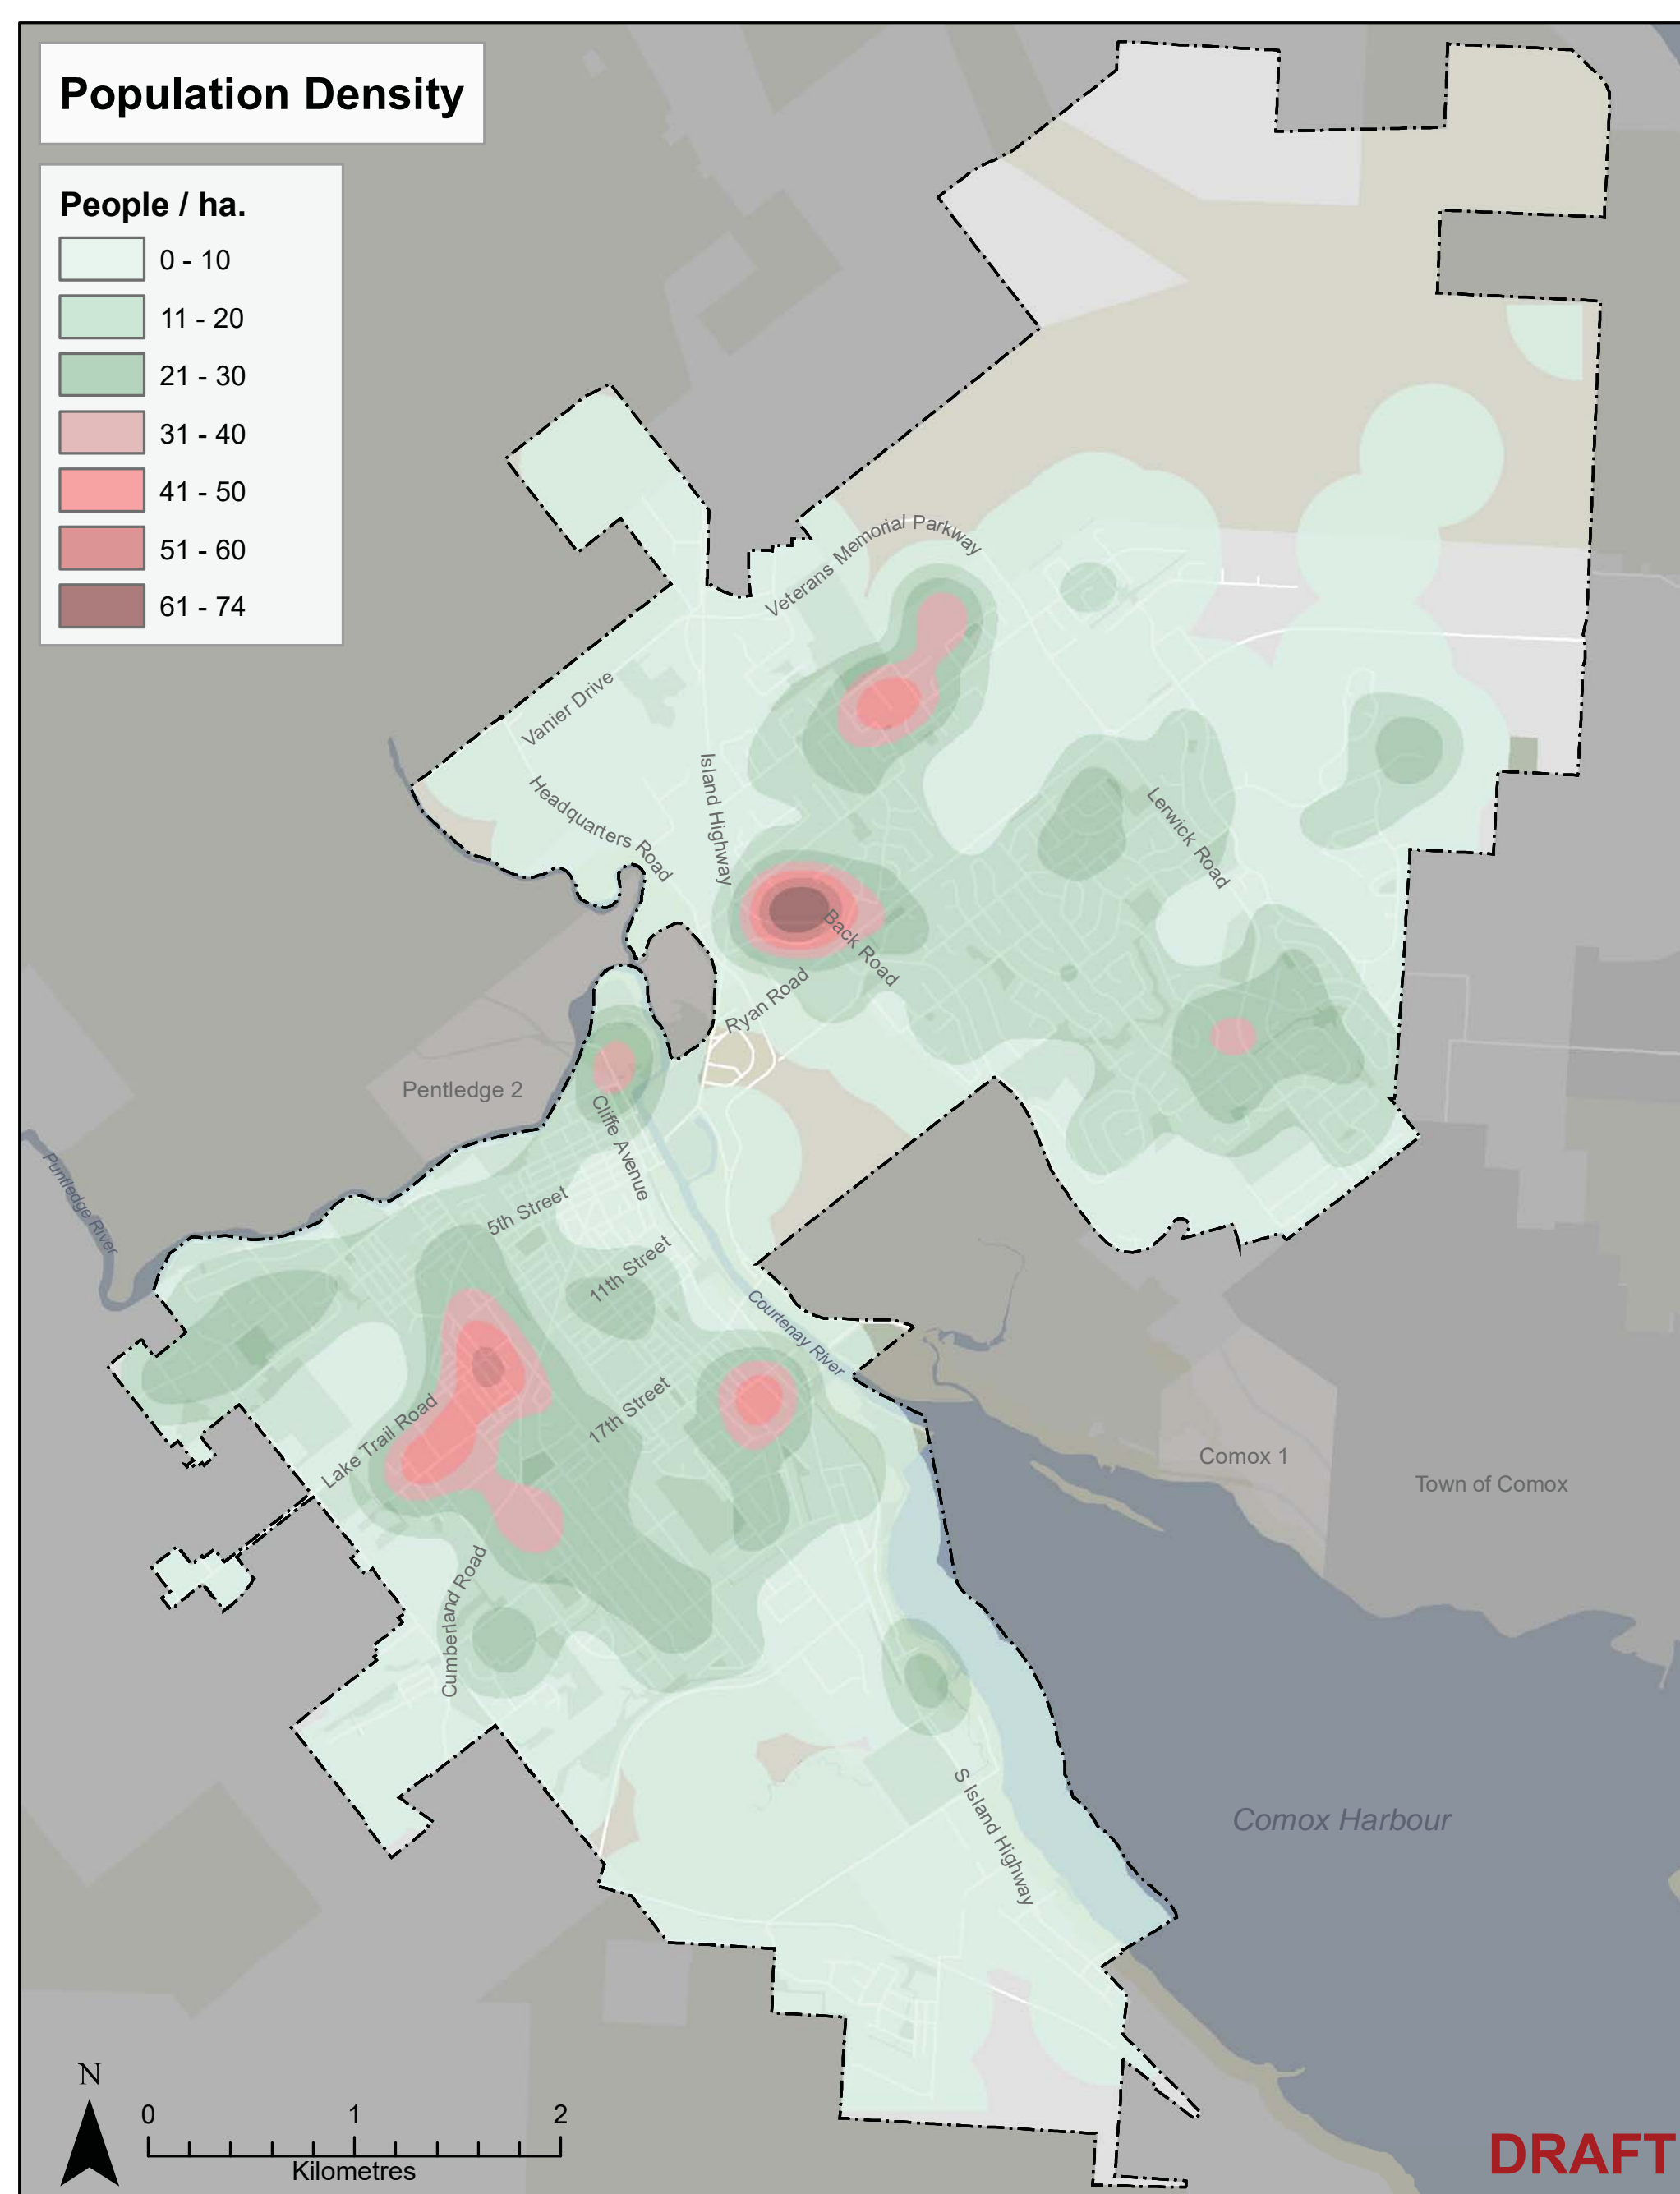 Population Density
People / ha.
0 - 10
11 - 20
21 - 30
31 - 40
41 - 50
51 - 60
61 - 74
Veterans Memorial Parkway
Vanier Drive
Headquarters Road
Island Highway
Lerwick Road
Back Road
Ryan Road
Pentledge 2
Cliffe Avenue
Puntledge River
5th Street
11th Street
Courtenay River
17th Street
Lake Trail Road
Comox 1
Town of Comox
Cumberland Road
S Island Highway
Comox Harbour
N
0 1 2
Kilometres
DRAFT